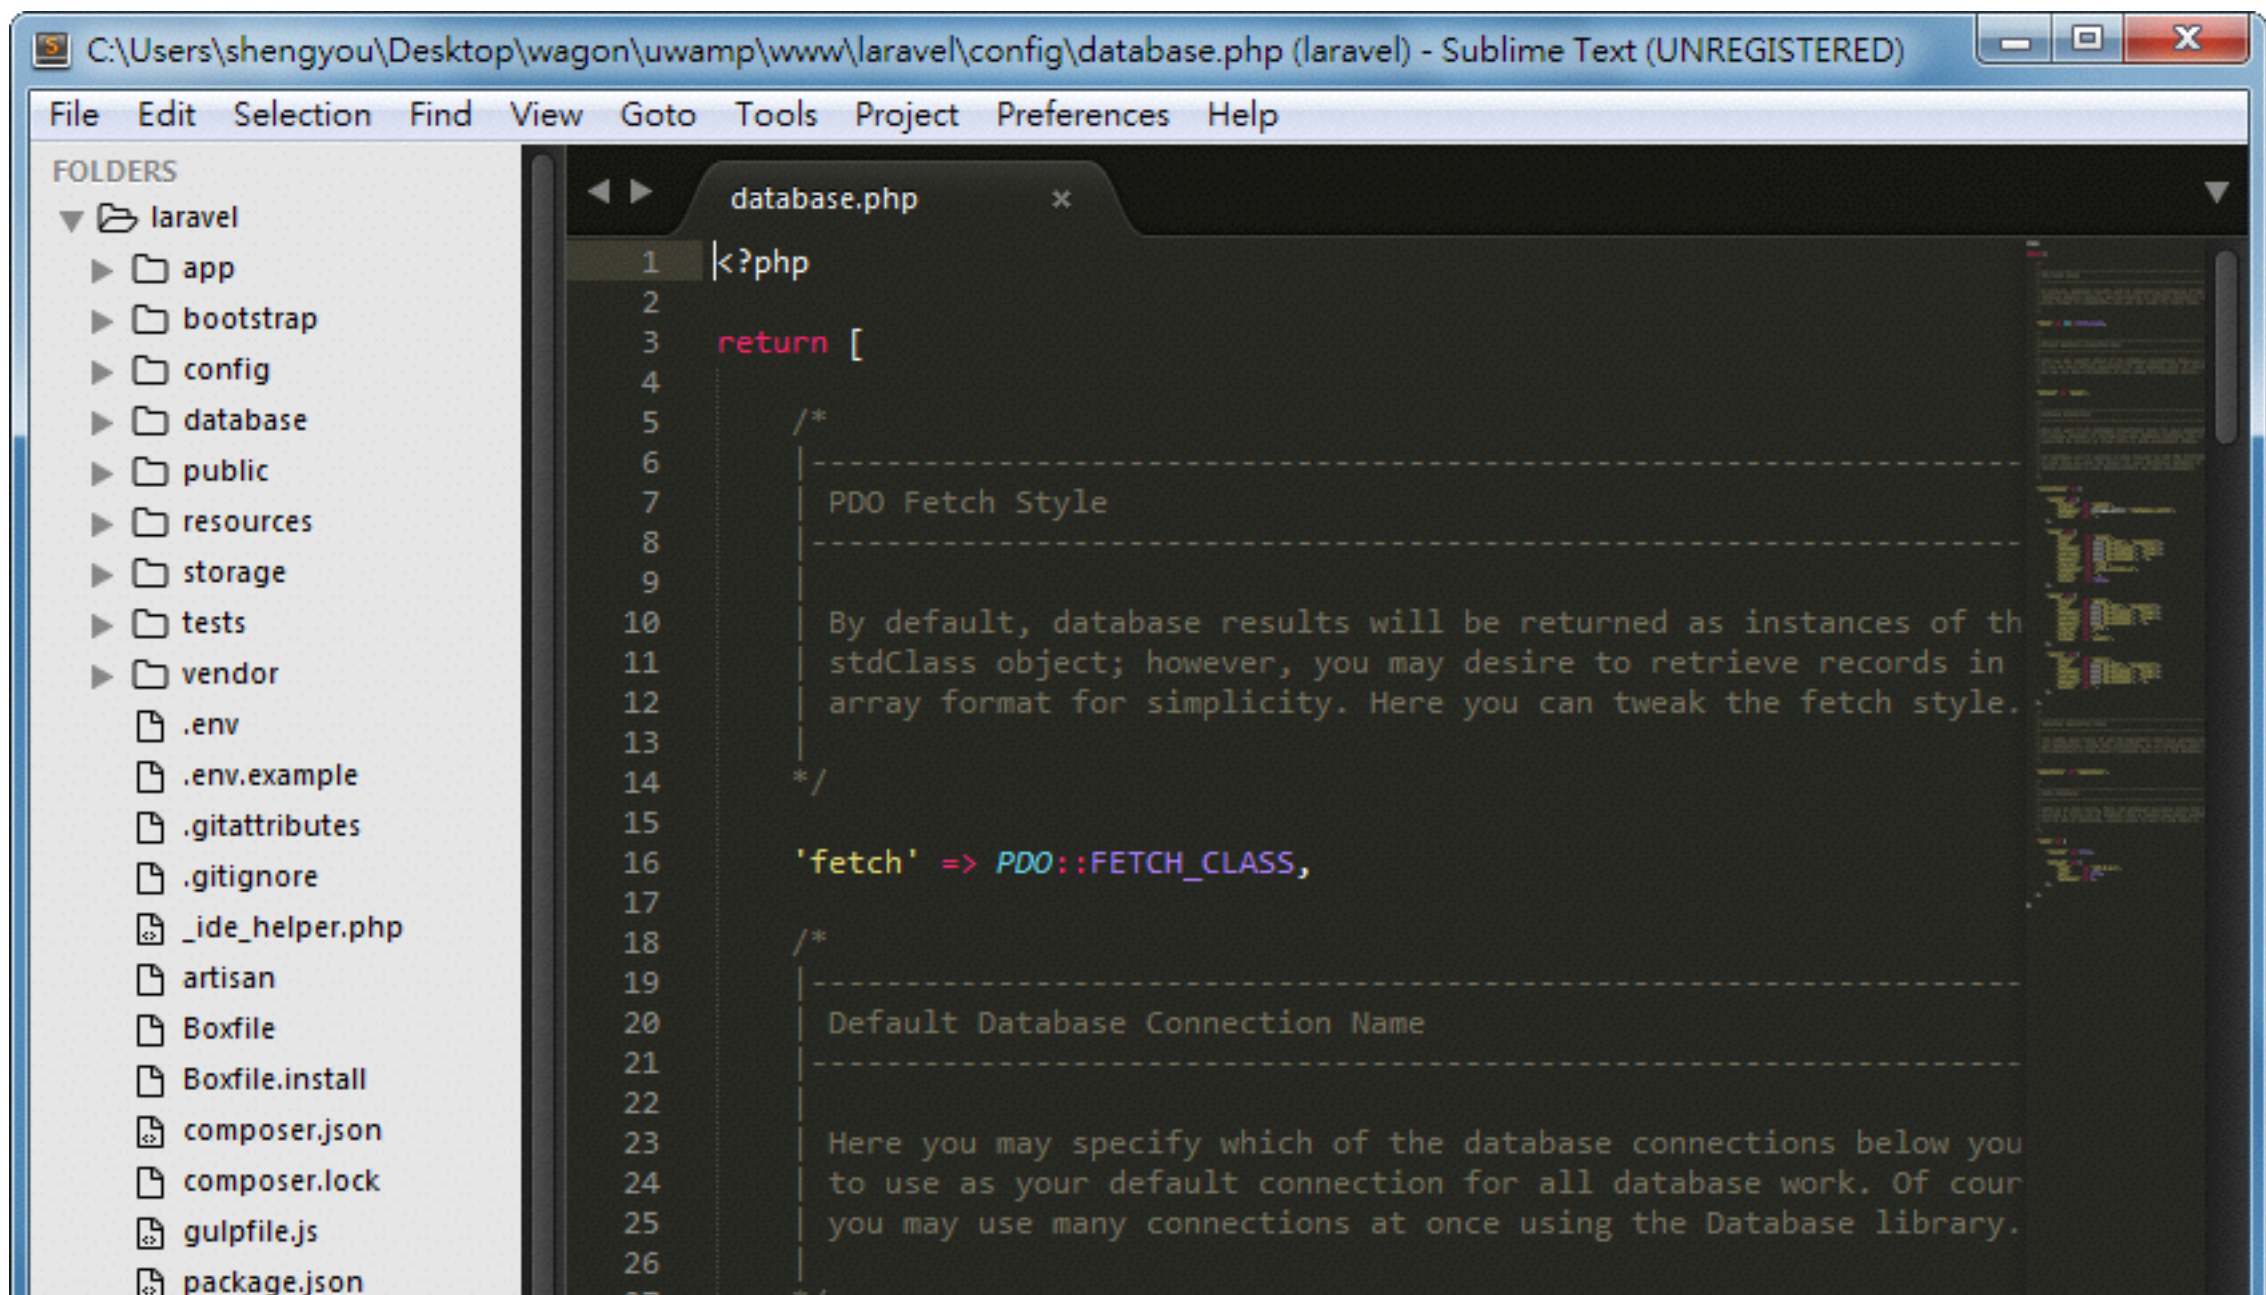 C:\Users\shengyou\Desktop\wagon\uwamp\www\laravel\config\database.php (laravel) - Sublime Text (UNREGISTERED)
File Edit Selection Find View Goto Tools Project Preferences Help
FOLDERS
laravel
app
bootstrap
config
database
public
resources
storage
tests
vendor
.env
.env.example
.gitattributes
.gitignore
_ide_helper.php
artisan
Boxfile
Boxfile.install
composer.json
composer.lock
gulpfile.js
package.json
database.php
1 <?php
2
3 return [
4
5 /*
6 |--------------------------------------------------------------------------
7 | PDO Fetch Style
8 |--------------------------------------------------------------------------
9 |
10 | By default, database results will be returned as instances of th
11 | stdClass object; however, you may desire to retrieve records in
12 | array format for simplicity. Here you can tweak the fetch style.
13 |
14 */
15
16 'fetch' => PDO::FETCH_CLASS,
17
18 /*
19 |--------------------------------------------------------------------------
20 | Default Database Connection Name
21 |--------------------------------------------------------------------------
22 |
23 | Here you may specify which of the database connections below you
24 | to use as your default connection for all database work. Of cour
25 | you may use many connections at once using the Database library.
26 |